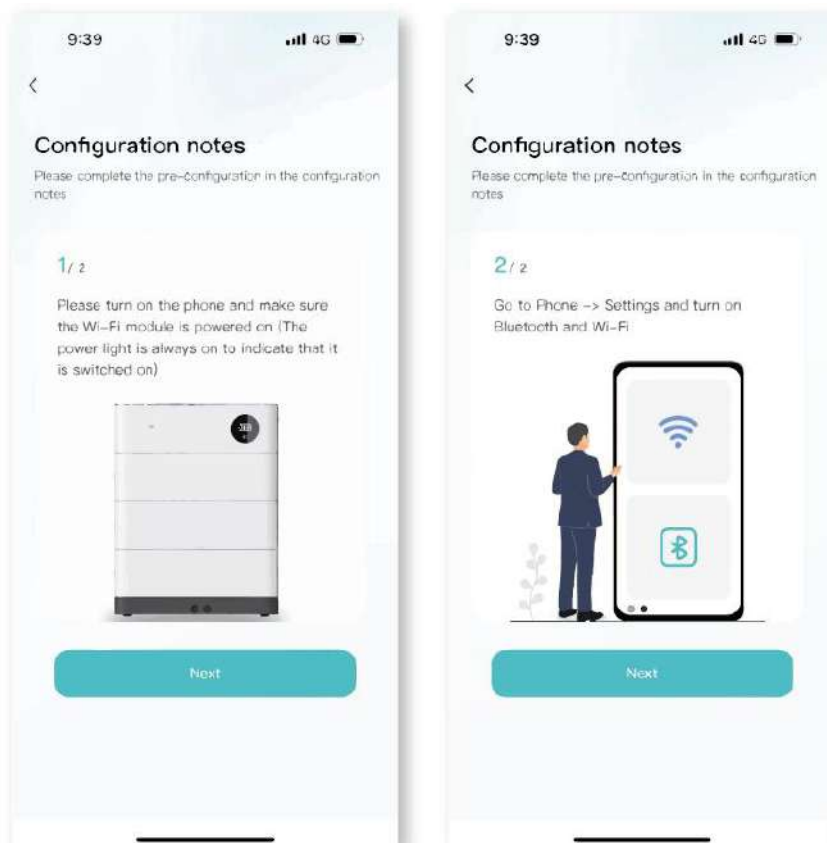 9:39
4G
Configuration notes
Please complete the pre-configuration in the configuration
notes
1/ 2
Please turn on the phone and make sure
the Wi-Fi module is powered on (The
power light is always on to indicate that it
is switched on)
Next
9:39
4G
Configuration notes
Please complete the pre-configuration in the configuration
notes
2/ 2
Go to Phone -> Settings and turn on
Bluetooth and Wi-Fi
Next